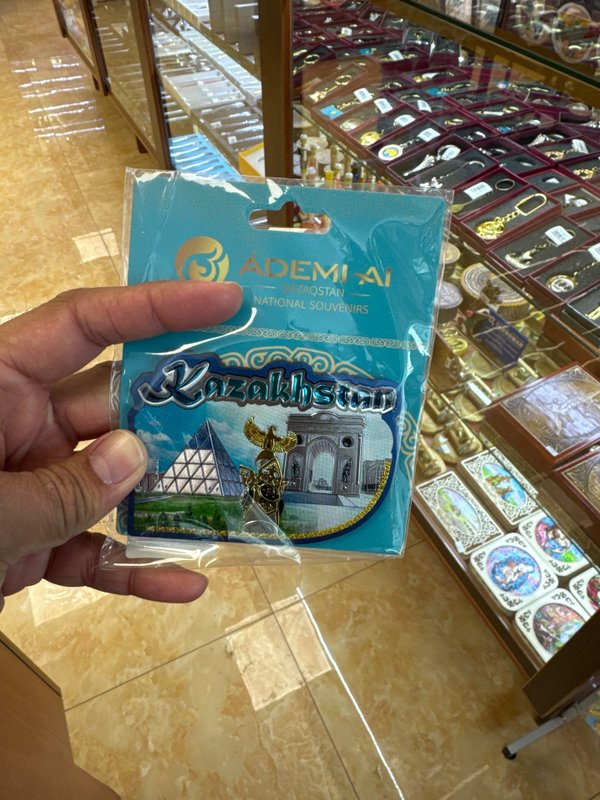 ADEMI-AI
QAZAQSTAN
NATIONAL SOUVENIRS
Kazakhstan